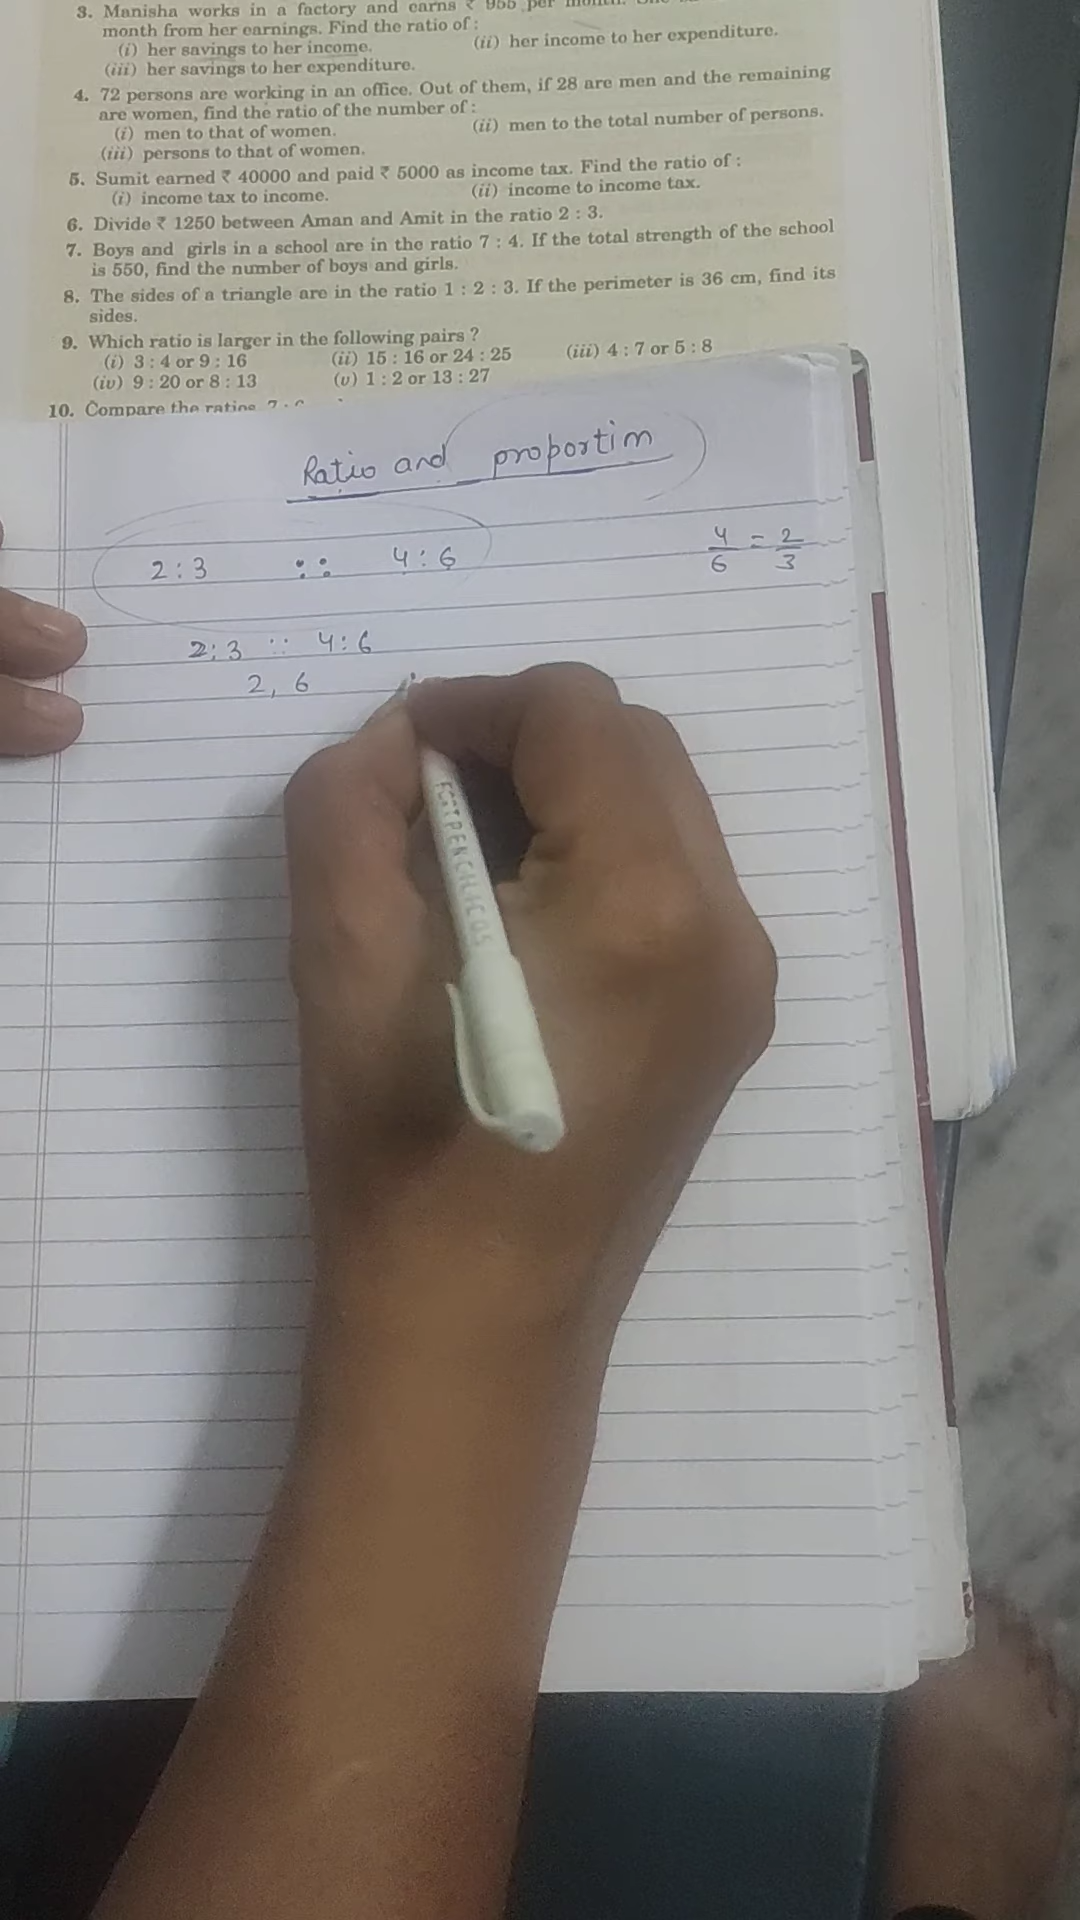 3. Manisha works in a factory and earns ₹ 955 per month.
month from her earnings. Find the ratio of :
(i) her savings to her income. (ii) her income to her expenditure.
(iii) her savings to her expenditure.
4. 72 persons are working in an office. Out of them, if 28 are men and the remaining
are women, find the ratio of the number of :
(i) men to that of women. (ii) men to the total number of persons.
(iii) persons to that of women.
5. Sumit earned ₹ 40000 and paid ₹ 5000 as income tax. Find the ratio of :
(i) income tax to income. (ii) income to income tax.
6. Divide ₹ 1250 between Aman and Amit in the ratio 2 : 3.
7. Boys and girls in a school are in the ratio 7 : 4. If the total strength of the school
is 550, find the number of boys and girls.
8. The sides of a triangle are in the ratio 1 : 2 : 3. If the perimeter is 36 cm, find its
sides.
9. Which ratio is larger in the following pairs ?
(i) 3 : 4 or 9 : 16 (ii) 15 : 16 or 24 : 25 (iii) 4 : 7 or 5 : 8
(iv) 9 : 20 or 8 : 13 (v) 1 : 2 or 13 : 27
10. Compare the
Ratio and proportim
2 : 3 :: 4 : 6 4/6 = 2/3
2 : 3 :: 4 : 6
2, 6
FORTPENCILICOS